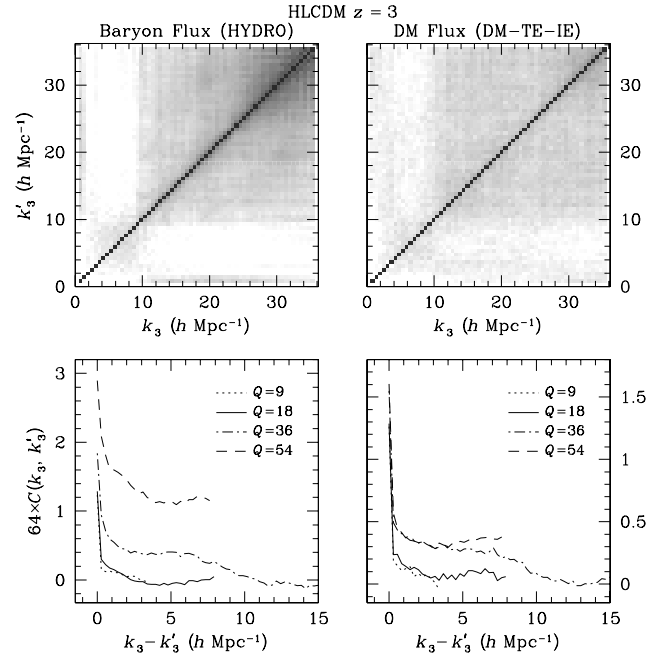 HLCDM z = 3
Baryon Flux (HYDRO)
DM Flux (DM−TE−IE)
k′₃ (h Mpc⁻¹)
30
20
10
0
0 10 20 30
k₃ (h Mpc⁻¹)
0 10 20 30
k₃ (h Mpc⁻¹)
30
20
10
0
64×C(k₃, k′₃)
3
2
1
0
Q=9
Q=18
Q=36
Q=54
0 5 10 15
k₃−k′₃ (h Mpc⁻¹)
Q=9
Q=18
Q=36
Q=54
1.5
1
0.5
0
0 5 10 15
k₃−k′₃ (h Mpc⁻¹)